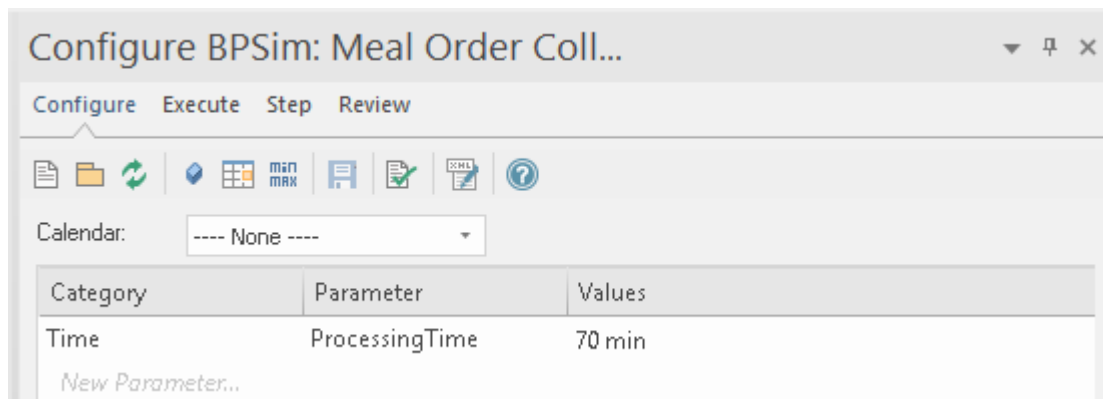 Configure BPSim: Meal Order Coll...
Configure Execute Step Review
min
max
XML
Calendar: ---- None ----
Category Parameter Values
Time ProcessingTime 70 min
New Parameter...